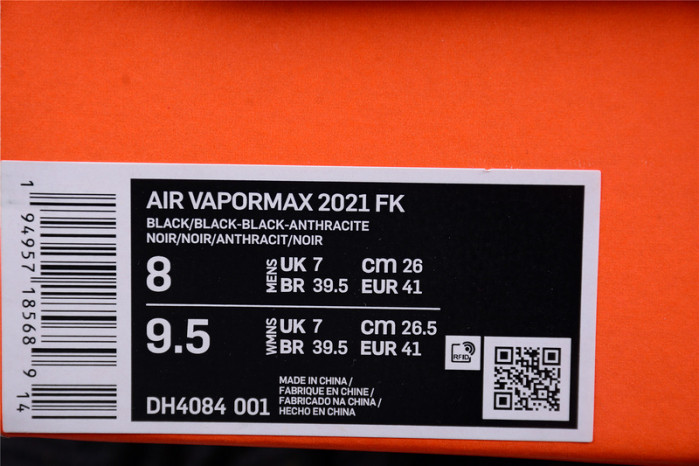 AIR VAPORMAX 2021 FK
BLACK/BLACK-BLACK-ANTHRACITE
NOIR/NOIR/ANTHRACIT/NOIR
8 MENS UK 7 cm 26
BR 39.5 EUR 41
9.5 WMNS UK 7 cm 26.5
BR 39.5 EUR 41
RFID
DH4084 001
MADE IN CHINA /
FABRIQUE EN CHINE /
FABRICADO NA CHINA /
HECHO EN CHINA
1 94957 18568 9 14